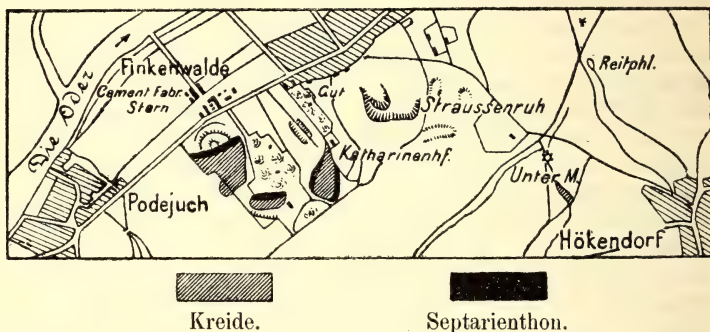 Finkenwalde
Cement Fabr.
Stern
Die Oder
Gut
Straussenruh
Reitphl.
Katharinenhf.
Unter M.
Podejuch
Hökendorf
Kreide.
Septarienthon.